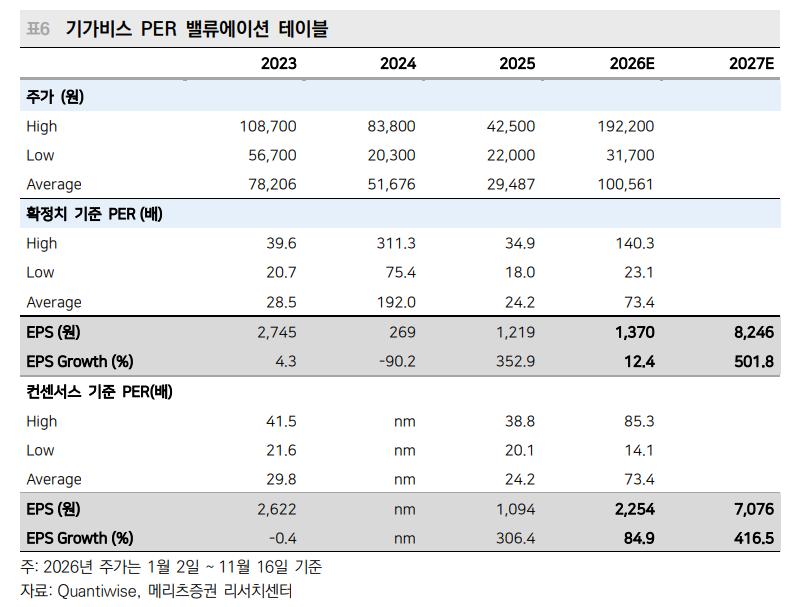 표6 기가비스 PER 밸류에이션 테이블
2023 2024 2025 2026E 2027E
주가 (원)
High 108,700 83,800 42,500 192,200
Low 56,700 20,300 22,000 31,700
Average 78,206 51,676 29,487 100,561
확정치 기준 PER (배)
High 39.6 311.3 34.9 140.3
Low 20.7 75.4 18.0 23.1
Average 28.5 192.0 24.2 73.4
EPS (원) 2,745 269 1,219 1,370 8,246
EPS Growth (%) 4.3 -90.2 352.9 12.4 501.8
컨센서스 기준 PER(배)
High 41.5 nm 38.8 85.3
Low 21.6 nm 20.1 14.1
Average 29.8 nm 24.2 73.4
EPS (원) 2,622 nm 1,094 2,254 7,076
EPS Growth (%) -0.4 nm 306.4 84.9 416.5
주: 2026년 주가는 1월 2일 ~ 11월 16일 기준
자료: Quantiwise, 메리츠증권 리서치센터